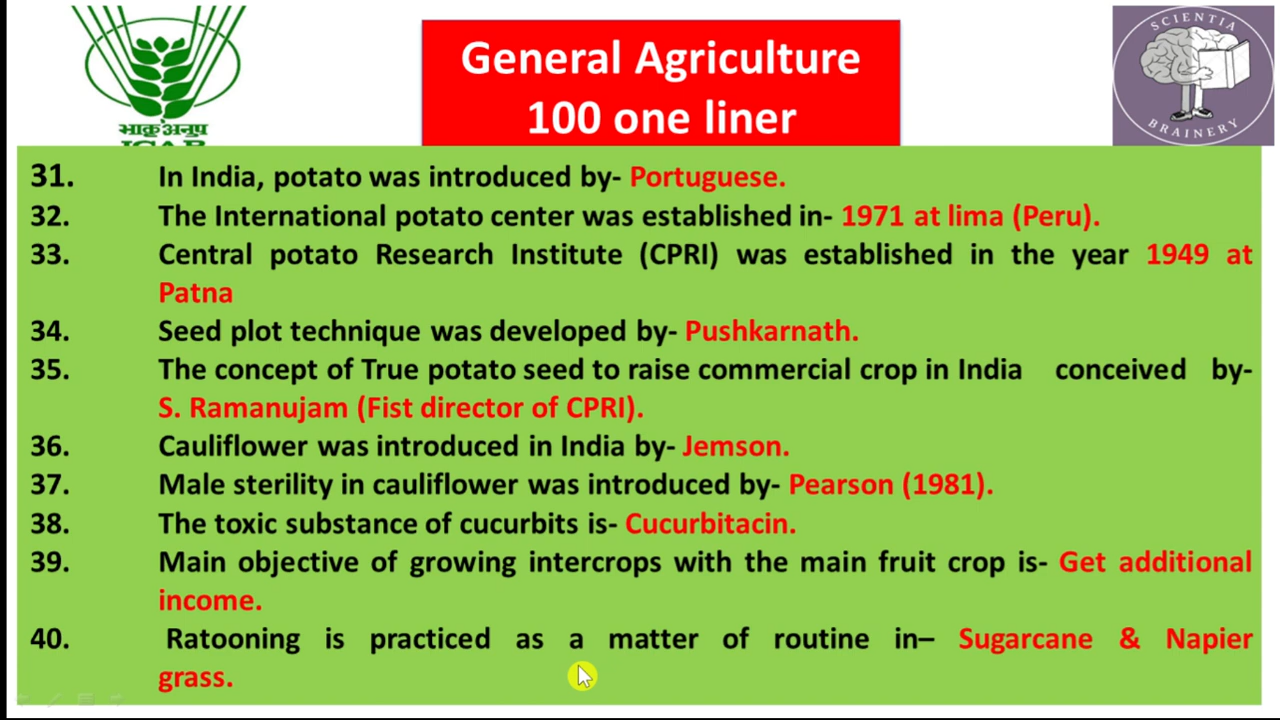 General Agriculture
100 one liner
भाकृअनुप
ICAR
SCIENTIA
BRAINERY
31. In India, potato was introduced by- Portuguese.
32. The International potato center was established in- 1971 at lima (Peru).
33. Central potato Research Institute (CPRI) was established in the year 1949 at
Patna
34. Seed plot technique was developed by- Pushkarnath.
35. The concept of True potato seed to raise commercial crop in India conceived by-
S. Ramanujam (Fist director of CPRI).
36. Cauliflower was introduced in India by- Jemson.
37. Male sterility in cauliflower was introduced by- Pearson (1981).
38. The toxic substance of cucurbits is- Cucurbitacin.
39. Main objective of growing intercrops with the main fruit crop is- Get additional
income.
40. Ratooning is practiced as a matter of routine in– Sugarcane & Napier
grass.